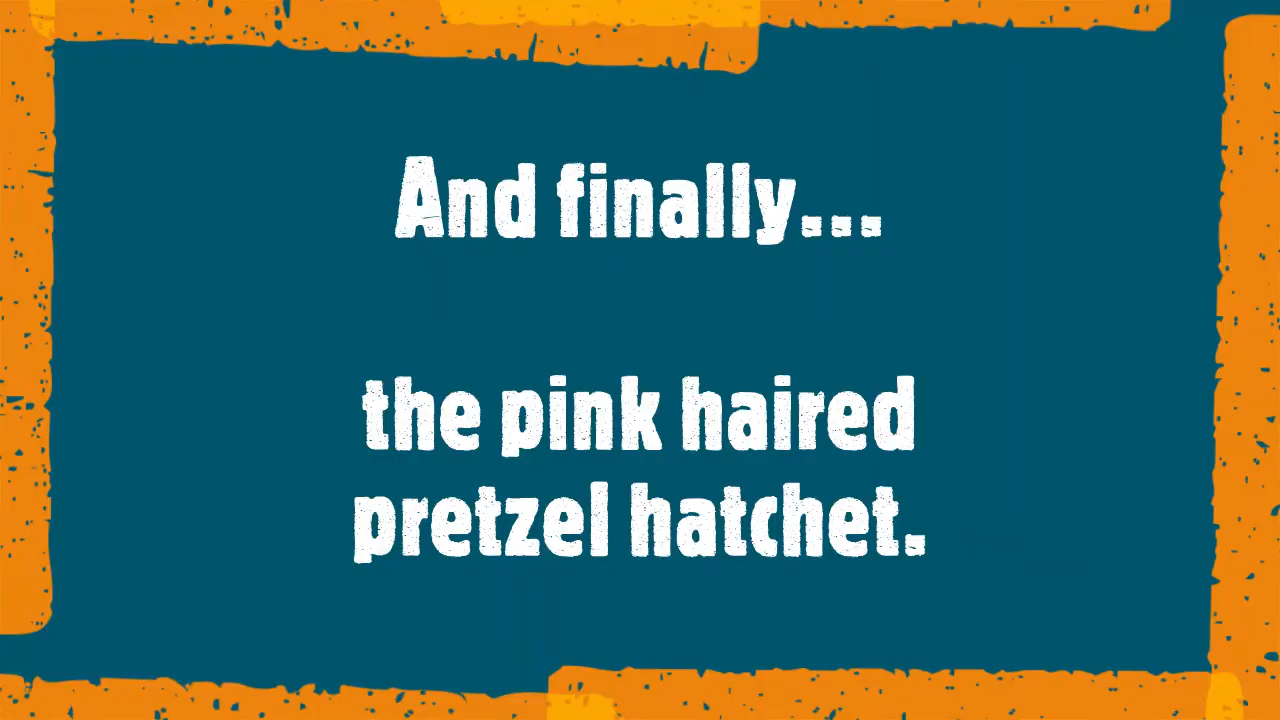 And finally...
the pink haired
pretzel hatchet.